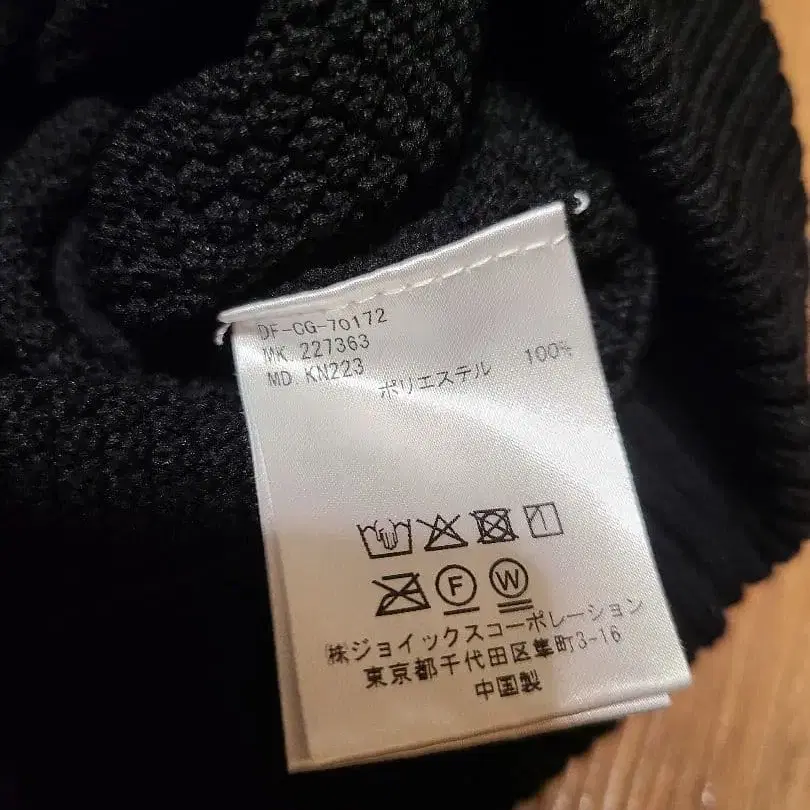 DF-CG-70172
MK. 227363
MD. KN223
ポリエステル 100%
F W
㈱ジョイックスコーポレーション
東京都千代田区隼町3-16
中国製